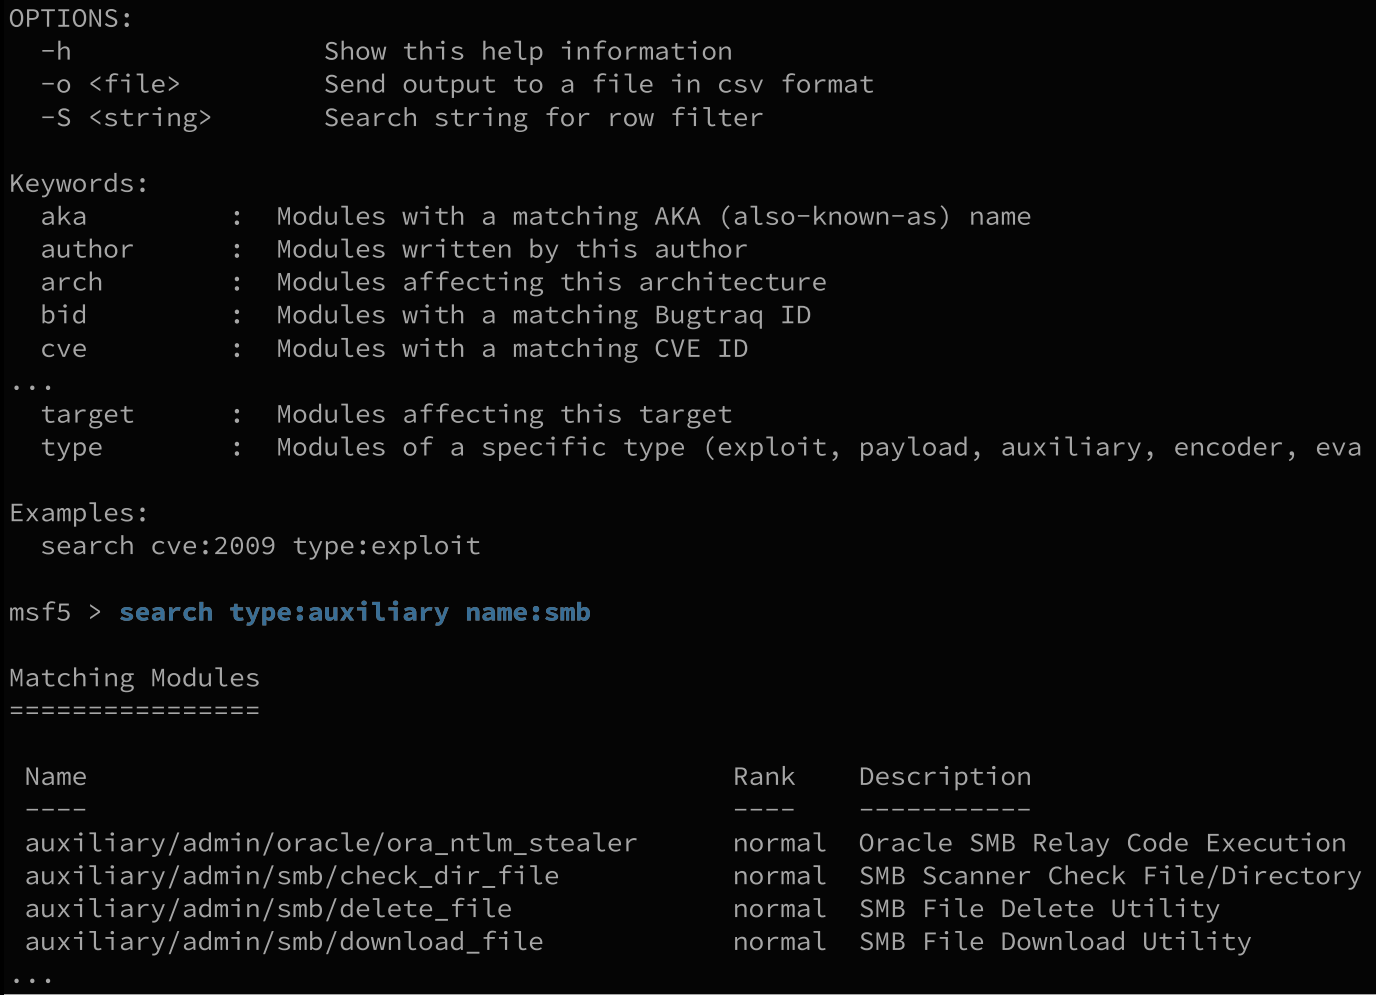 OPTIONS:
  -h                Show this help information
  -o <file>         Send output to a file in csv format
  -S <string>       Search string for row filter

Keywords:
  aka         :  Modules with a matching AKA (also-known-as) name
  author      :  Modules written by this author
  arch        :  Modules affecting this architecture
  bid         :  Modules with a matching Bugtraq ID
  cve         :  Modules with a matching CVE ID
...
  target      :  Modules affecting this target
  type        :  Modules of a specific type (exploit, payload, auxiliary, encoder, eva

Examples:
  search cve:2009 type:exploit

msf5 > search type:auxiliary name:smb

Matching Modules
================

 Name                                         Rank    Description
 ----                                         ----    -----------
 auxiliary/admin/oracle/ora_ntlm_stealer      normal  Oracle SMB Relay Code Execution
 auxiliary/admin/smb/check_dir_file           normal  SMB Scanner Check File/Directory
 auxiliary/admin/smb/delete_file              normal  SMB File Delete Utility
 auxiliary/admin/smb/download_file            normal  SMB File Download Utility
...